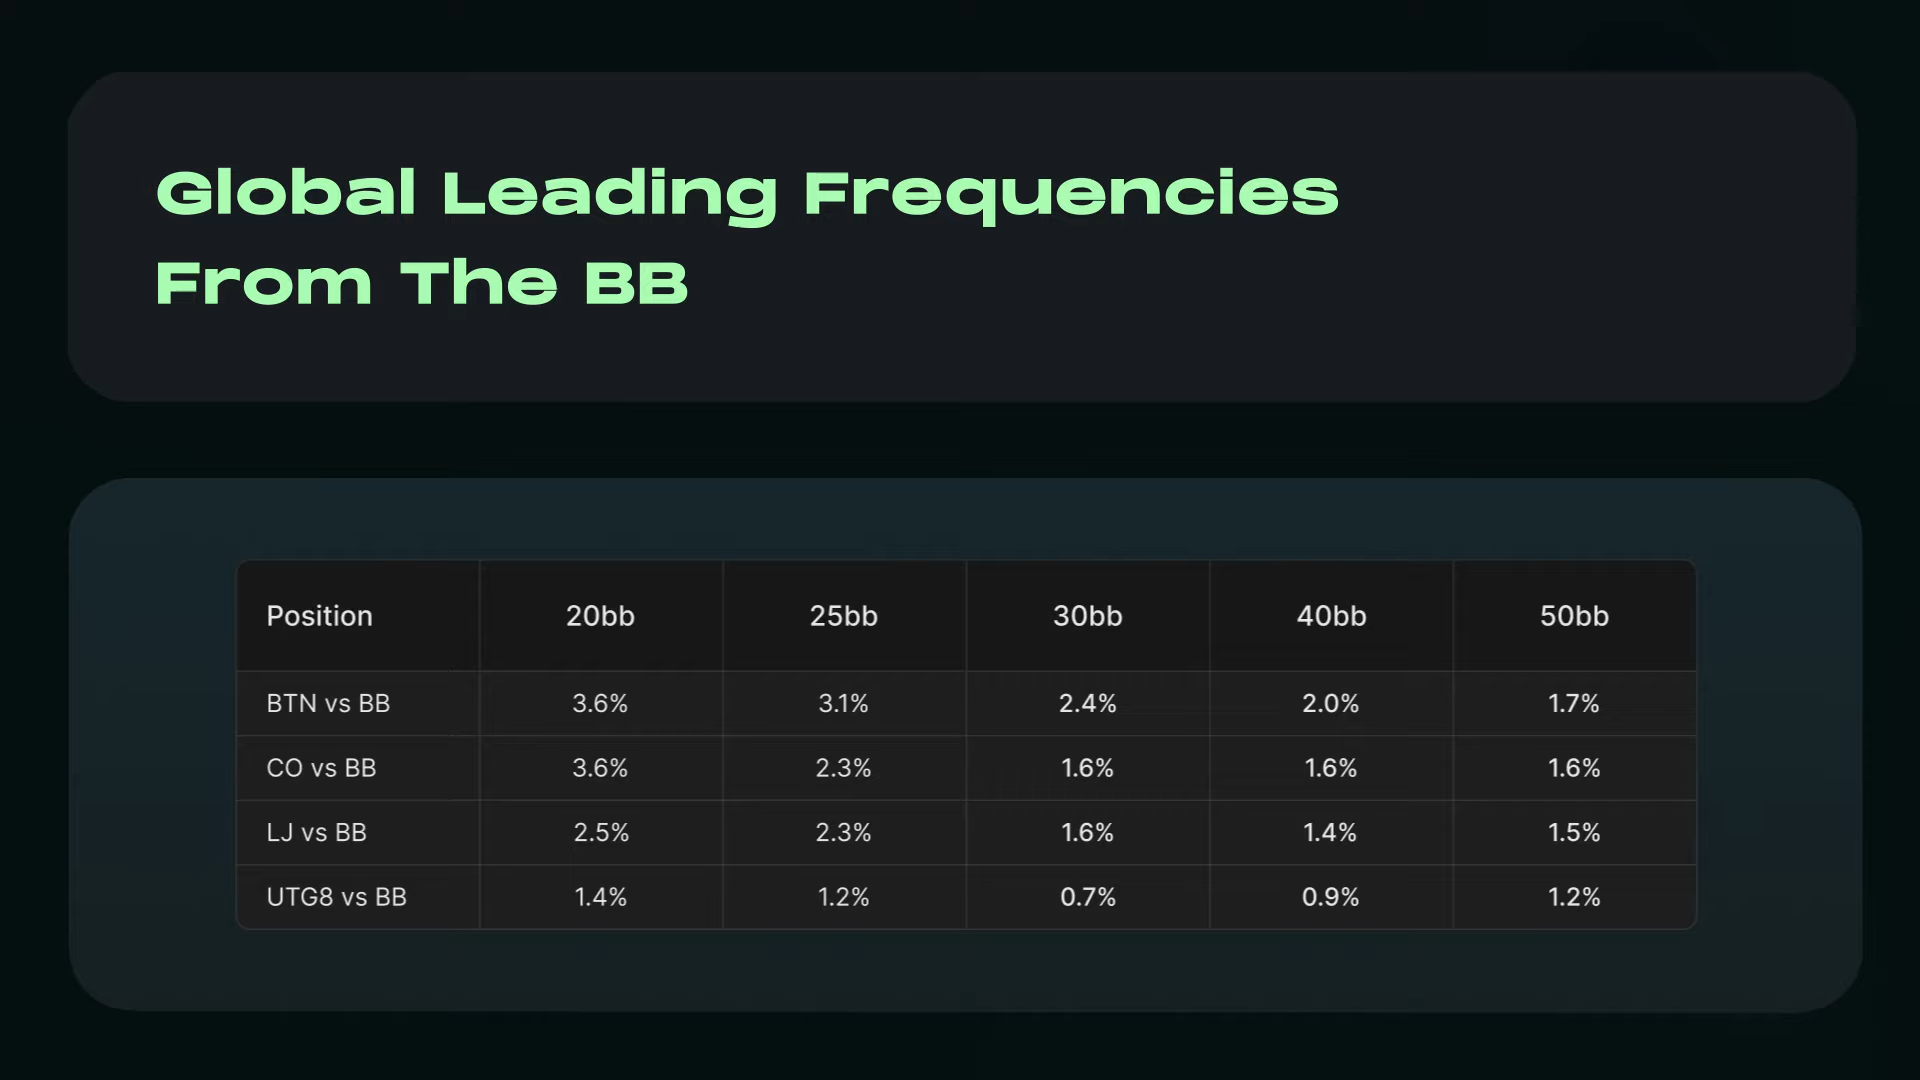 Global Leading Frequencies
From The BB
Position 20bb 25bb 30bb 40bb 50bb
BTN vs BB 3.6% 3.1% 2.4% 2.0% 1.7%
CO vs BB 3.6% 2.3% 1.6% 1.6% 1.6%
LJ vs BB 2.5% 2.3% 1.6% 1.4% 1.5%
UTG8 vs BB 1.4% 1.2% 0.7% 0.9% 1.2%